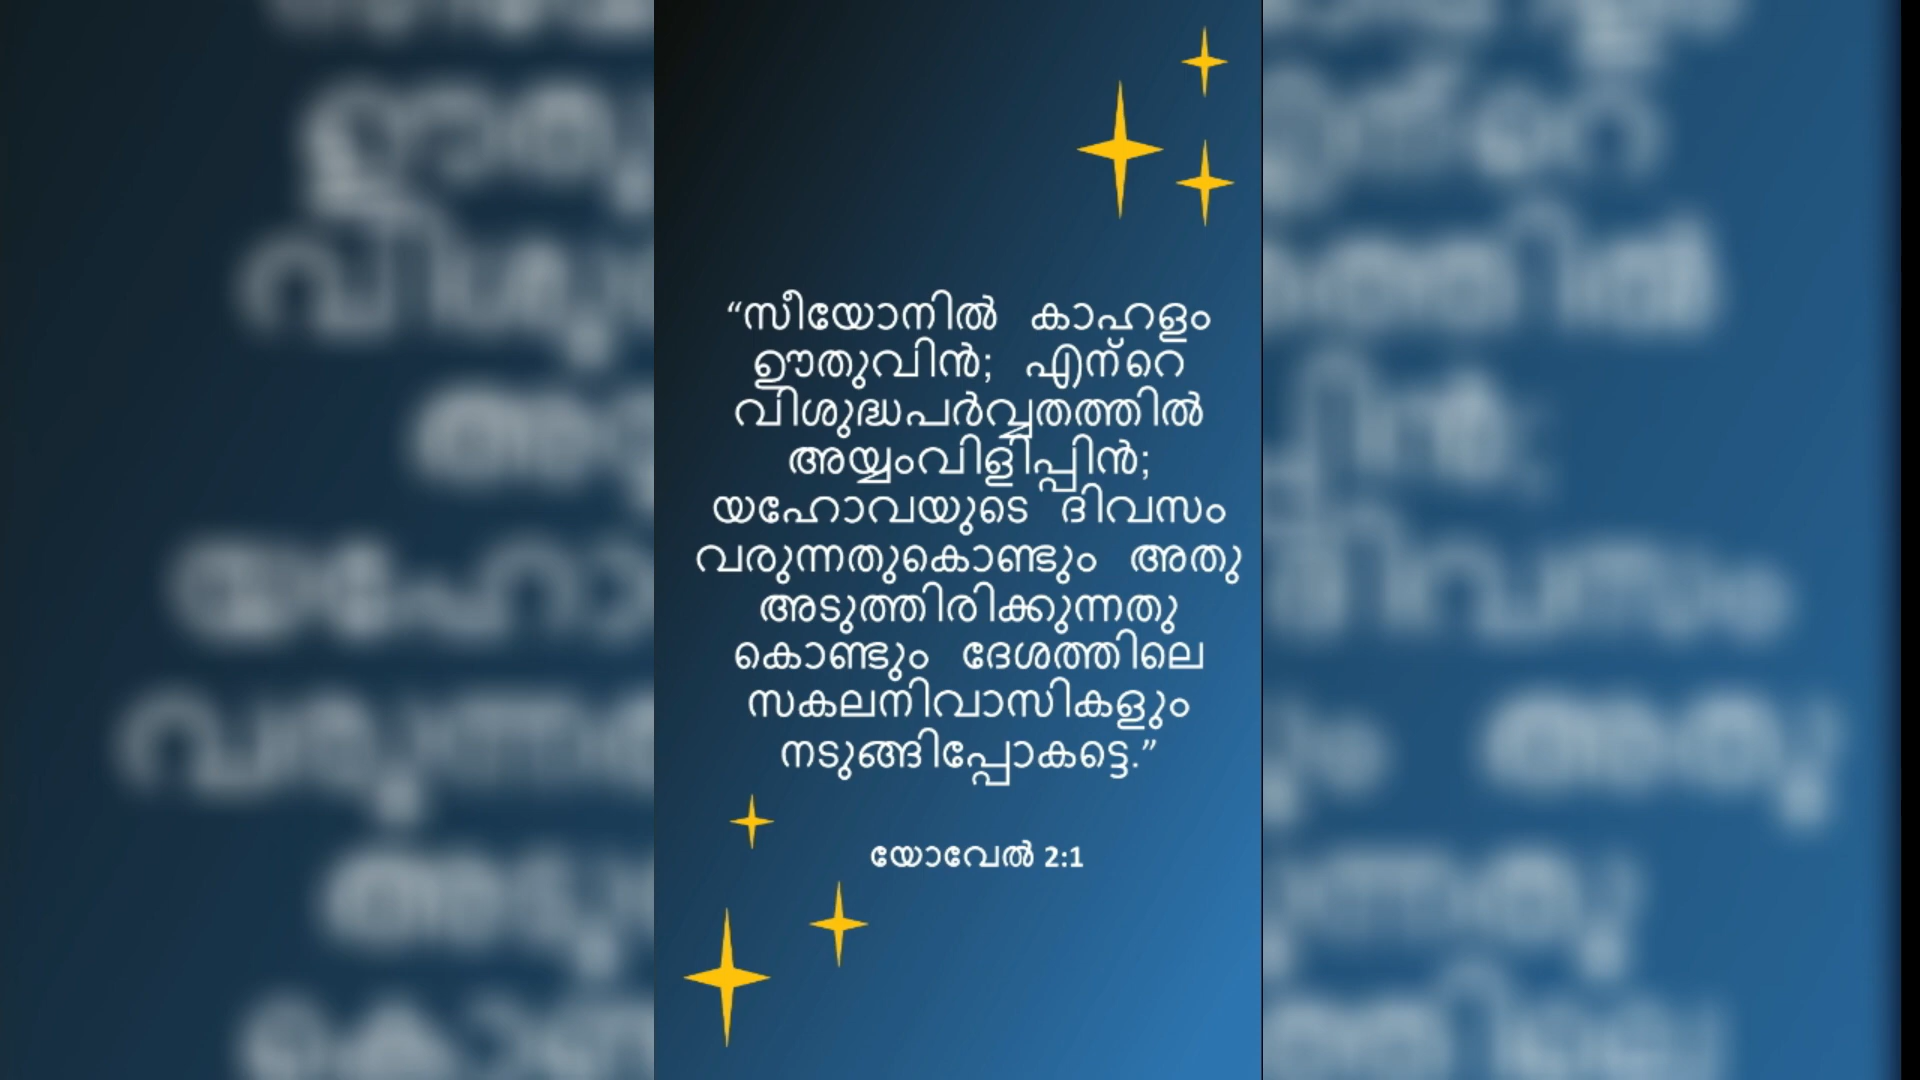 “സീയോനിൽ കാഹളം
ഊതുവിൻ; എന്റെ
വിശുദ്ധപർവ്വതത്തിൽ
അയ്യംവിളിപ്പിൻ;
യഹോവയുടെ ദിവസം
വരുന്നതുകൊണ്ടും അതു
അടുത്തിരിക്കുന്നതു
കൊണ്ടും ദേശത്തിലെ
സകലനിവാസികളും
നടുങ്ങിപ്പോകട്ടെ.”
യോവേൽ 2:1